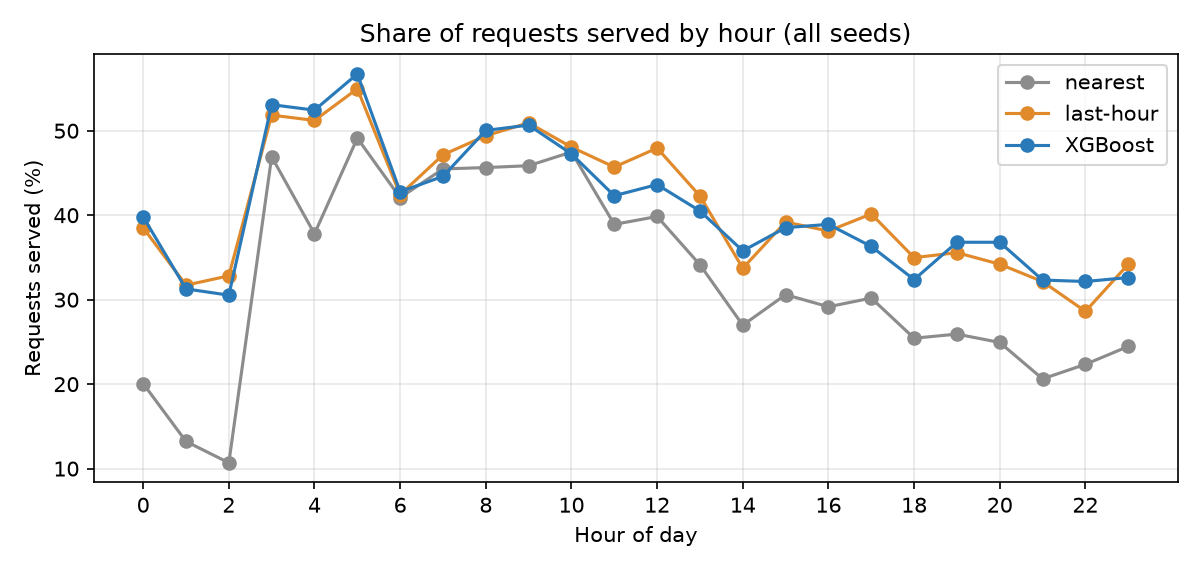 Share of requests served by hour (all seeds)
nearest
last-hour
XGBoost
Requests served (%)
50
40
30
20
10
0 2 4 6 8 10 12 14 16 18 20 22
Hour of day